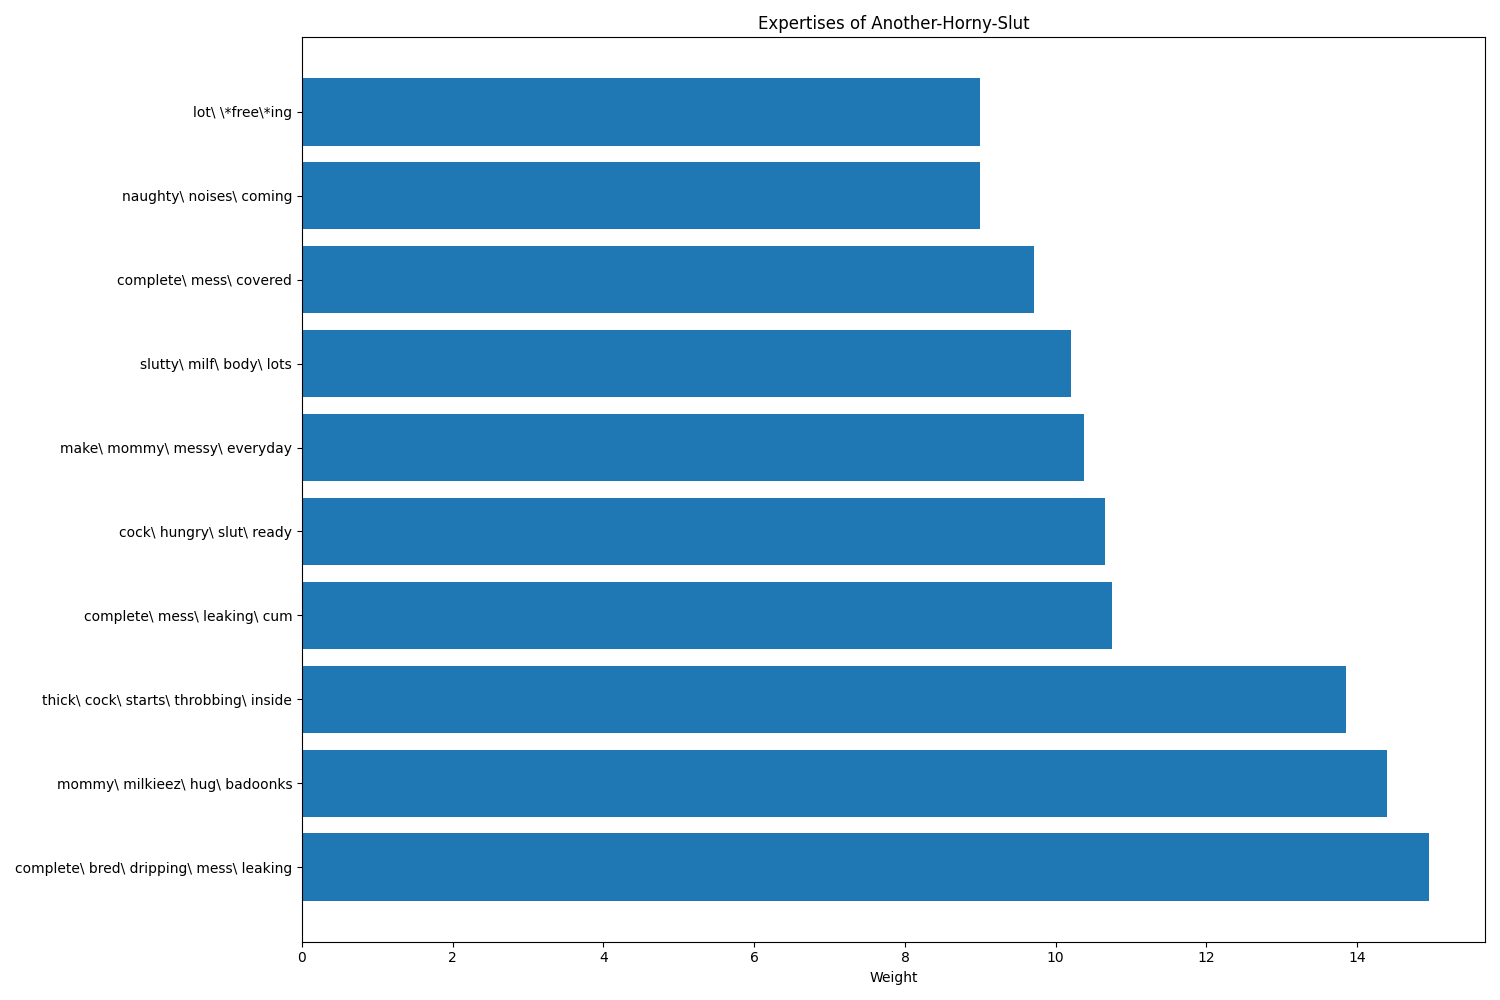 Expertises of Another-Horny-Slut
lot\ \*free\*ing
naughty\ noises\ coming
complete\ mess\ covered
slutty\ milf\ body\ lots
make\ mommy\ messy\ everyday
cock\ hungry\ slut\ ready
complete\ mess\ leaking\ cum
thick\ cock\ starts\ throbbing\ inside
mommy\ milkieez\ hug\ badoonks
complete\ bred\ dripping\ mess\ leaking
0 2 4 6 8 10 12 14
Weight